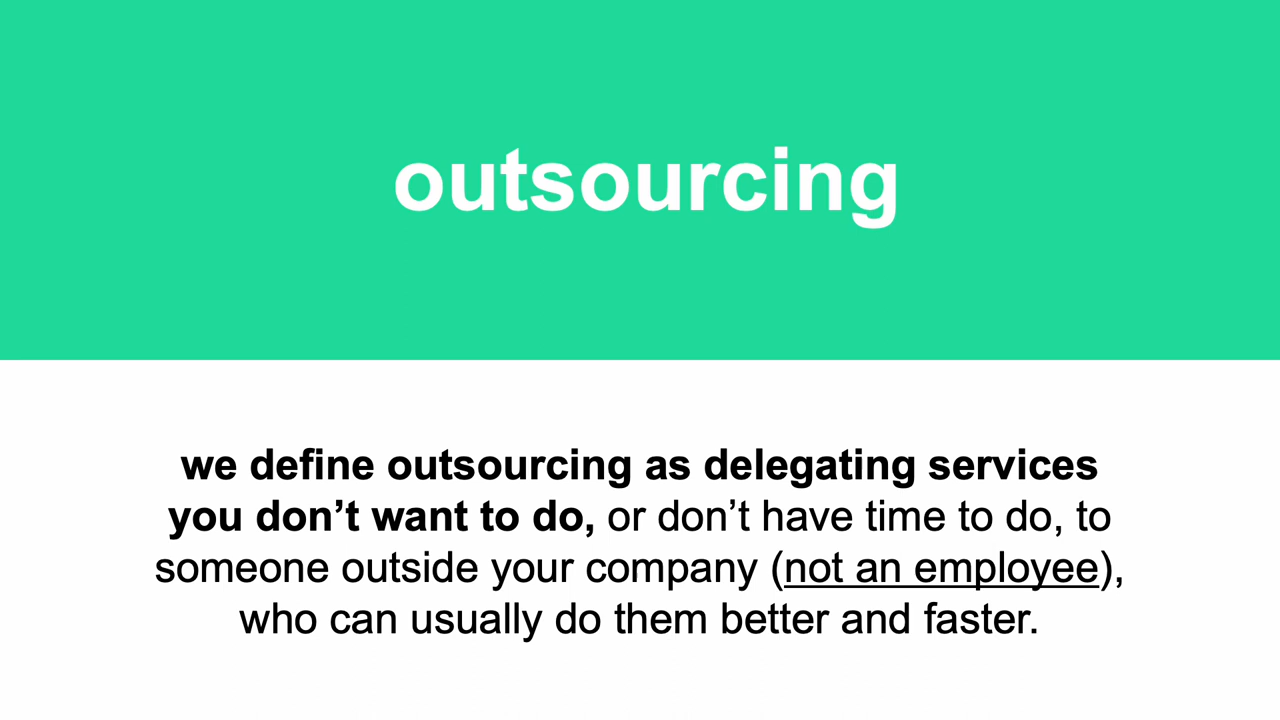 outsourcing
we define outsourcing as delegating services
you don’t want to do, or don’t have time to do, to
someone outside your company (not an employee),
who can usually do them better and faster.